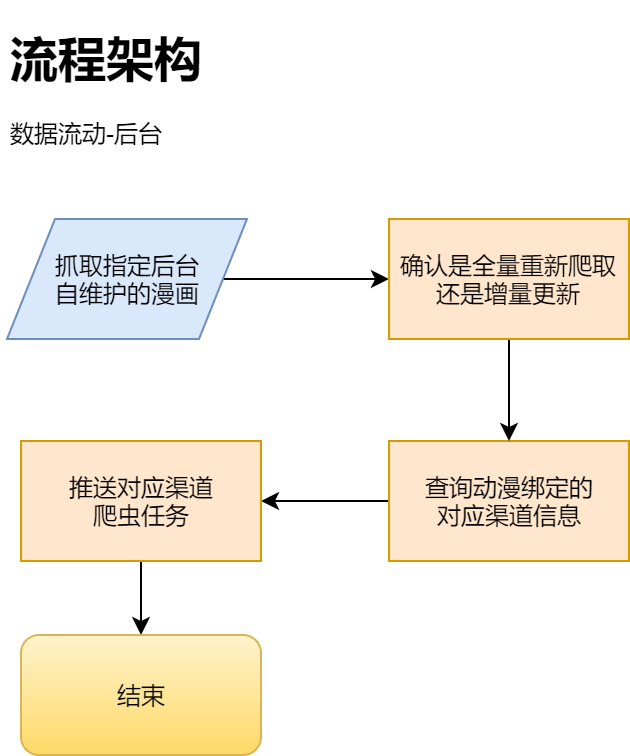 流程架构
数据流动-后台
抓取指定后台
自维护的漫画
确认是全量重新爬取
还是增量更新
查询动漫绑定的
对应渠道信息
推送对应渠道
爬虫任务
结束